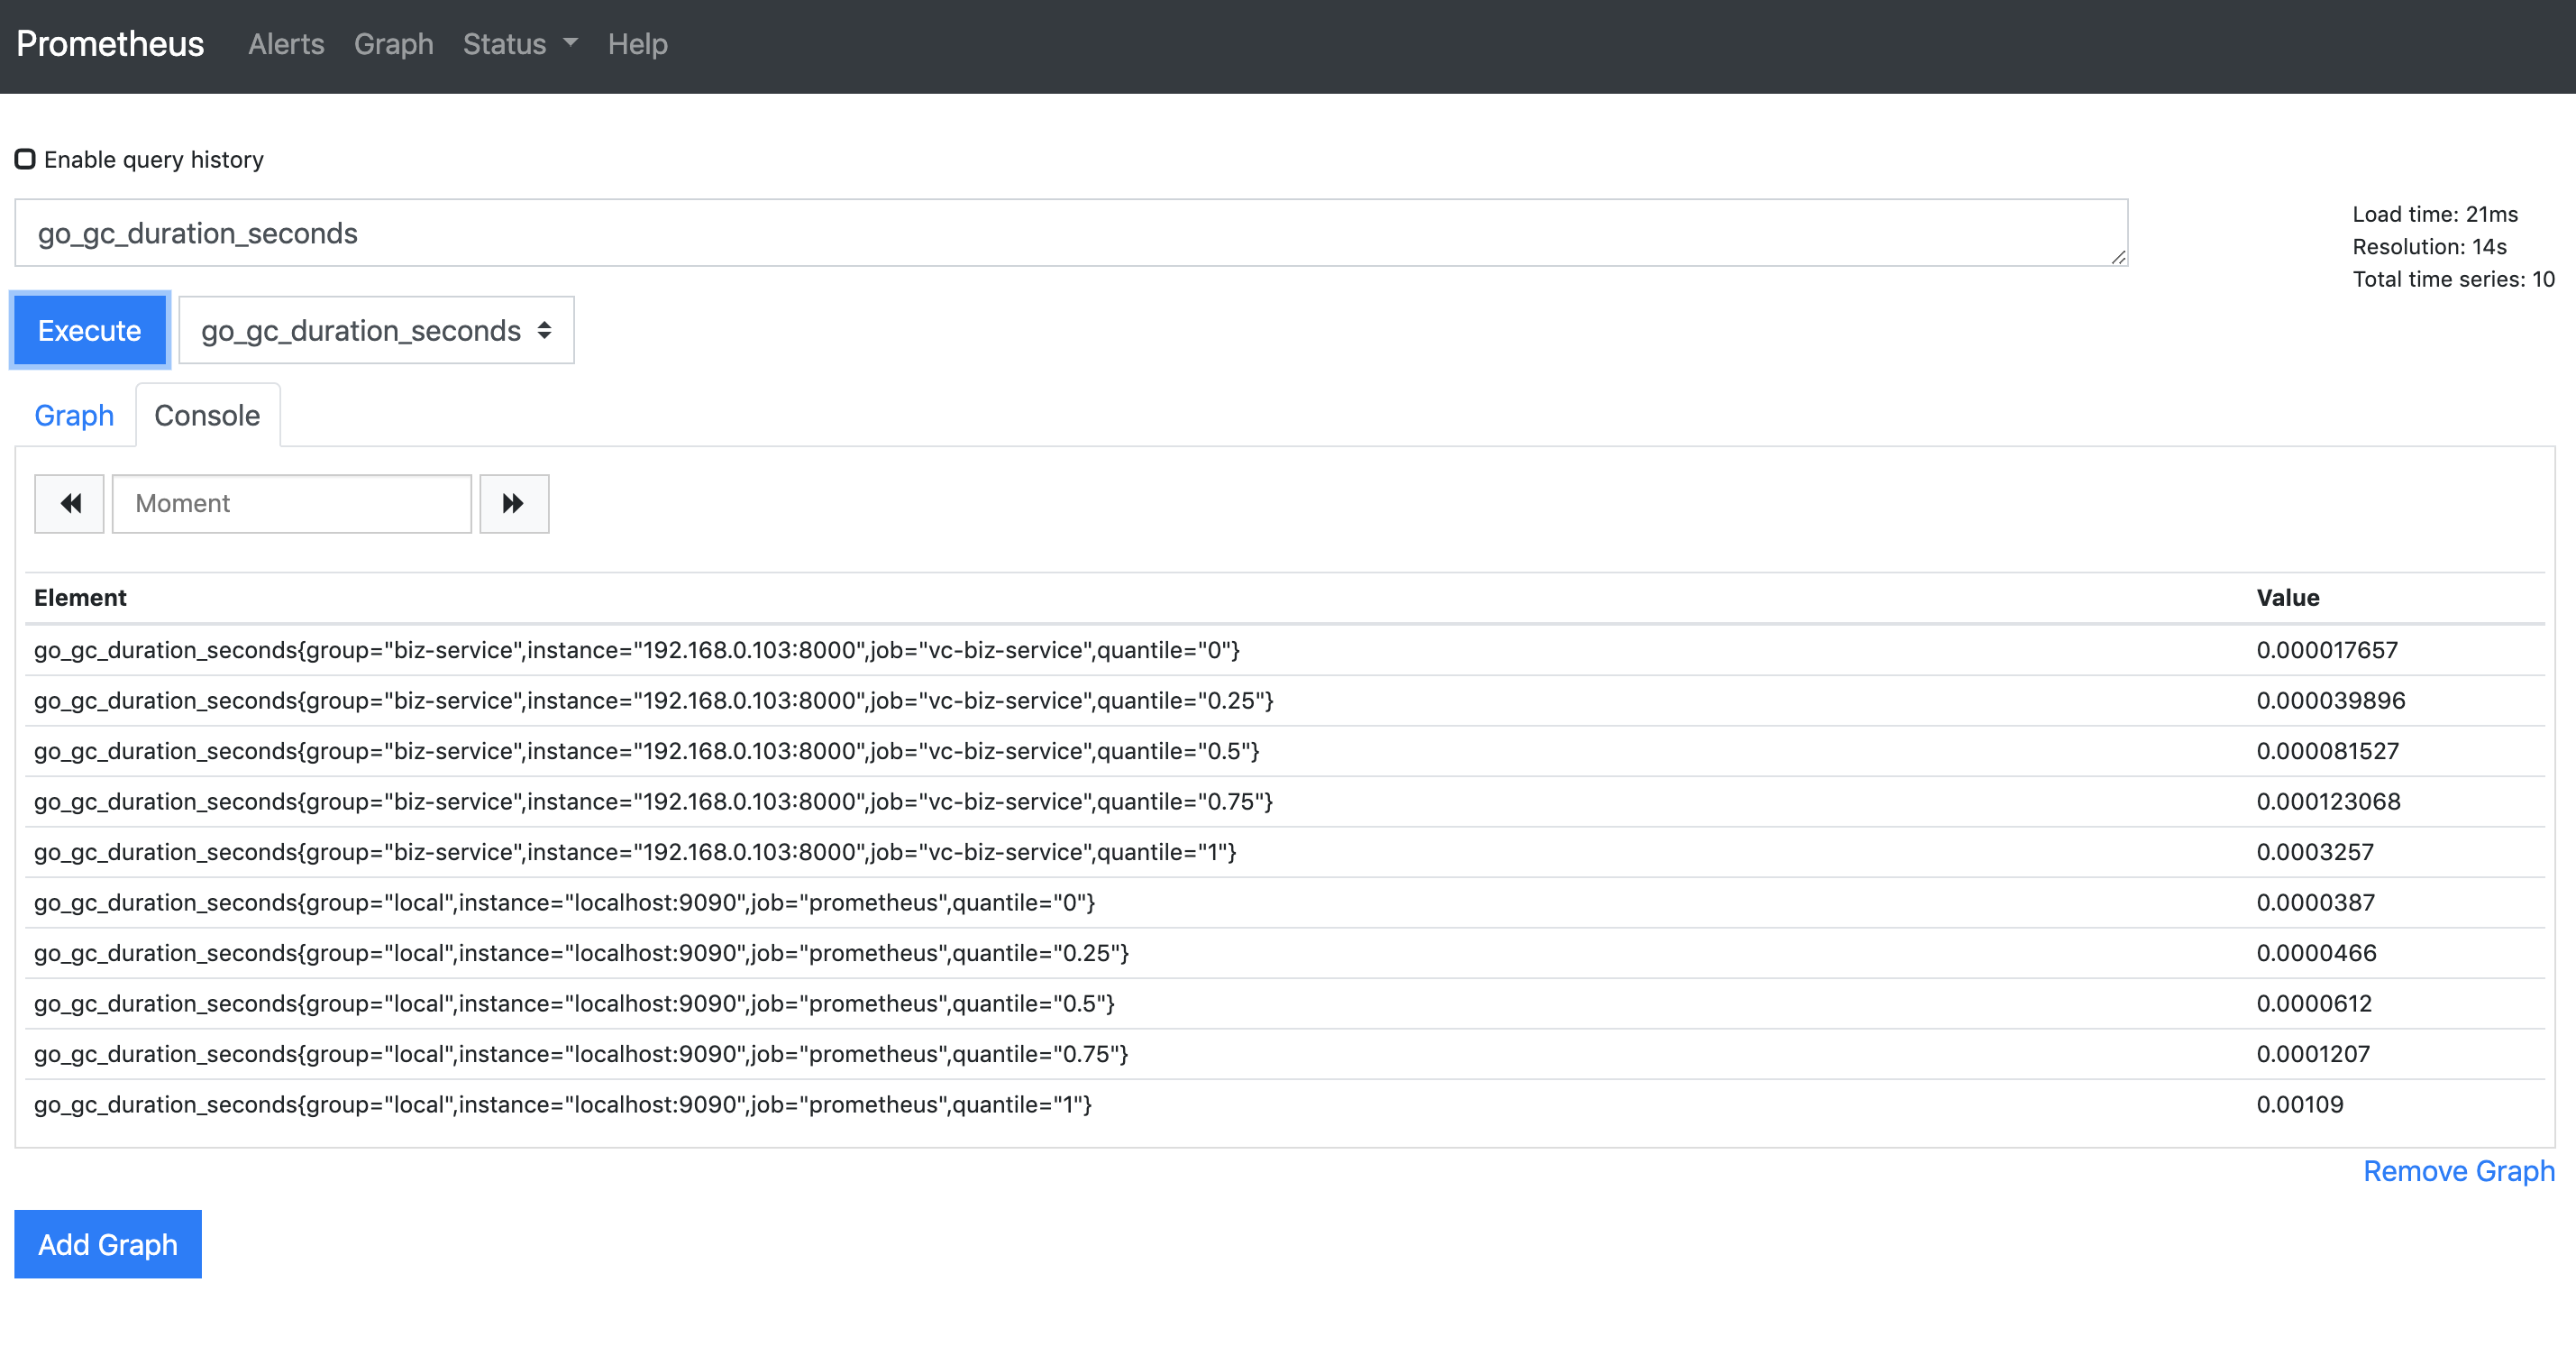 Prometheus Alerts Graph Status Help
Enable query history
go_gc_duration_seconds
Load time: 21ms
Resolution: 14s
Total time series: 10
Execute go_gc_duration_seconds
Graph Console
Moment
Element Value
go_gc_duration_seconds{group="biz-service",instance="192.168.0.103:8000",job="vc-biz-service",quantile="0"} 0.000017657
go_gc_duration_seconds{group="biz-service",instance="192.168.0.103:8000",job="vc-biz-service",quantile="0.25"} 0.000039896
go_gc_duration_seconds{group="biz-service",instance="192.168.0.103:8000",job="vc-biz-service",quantile="0.5"} 0.000081527
go_gc_duration_seconds{group="biz-service",instance="192.168.0.103:8000",job="vc-biz-service",quantile="0.75"} 0.000123068
go_gc_duration_seconds{group="biz-service",instance="192.168.0.103:8000",job="vc-biz-service",quantile="1"} 0.0003257
go_gc_duration_seconds{group="local",instance="localhost:9090",job="prometheus",quantile="0"} 0.0000387
go_gc_duration_seconds{group="local",instance="localhost:9090",job="prometheus",quantile="0.25"} 0.0000466
go_gc_duration_seconds{group="local",instance="localhost:9090",job="prometheus",quantile="0.5"} 0.0000612
go_gc_duration_seconds{group="local",instance="localhost:9090",job="prometheus",quantile="0.75"} 0.0001207
go_gc_duration_seconds{group="local",instance="localhost:9090",job="prometheus",quantile="1"} 0.00109
Remove Graph
Add Graph